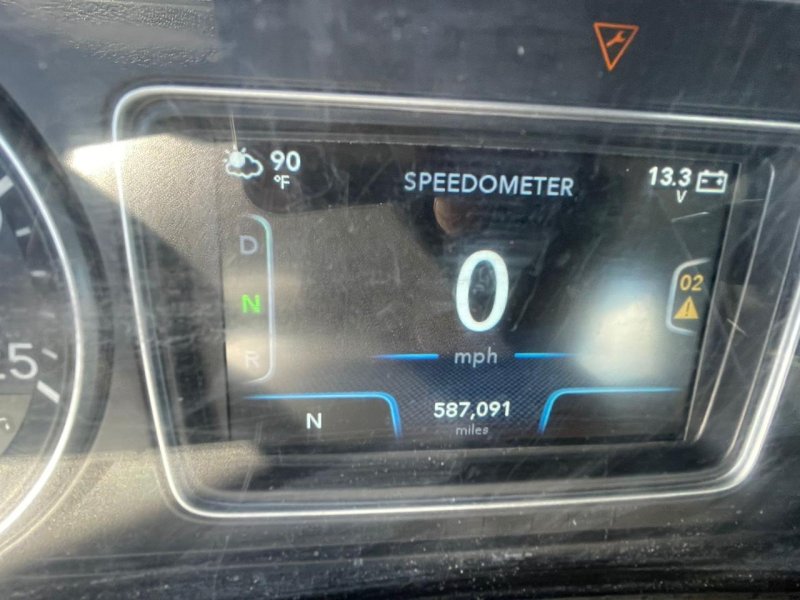 90
°F
SPEEDOMETER
13.3
V
D
N
R
0
mph
02
587,091
miles
N